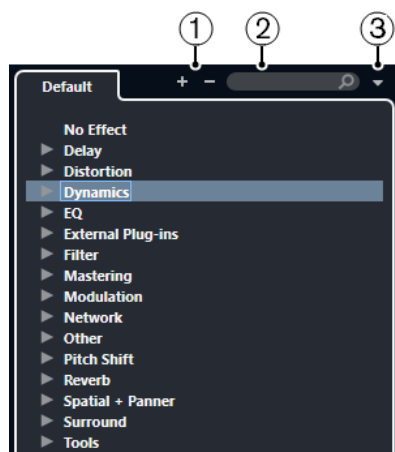 1 2 3
Default + −
No Effect
Delay
Distortion
Dynamics
EQ
External Plug-ins
Filter
Mastering
Modulation
Network
Other
Pitch Shift
Reverb
Spatial + Panner
Surround
Tools